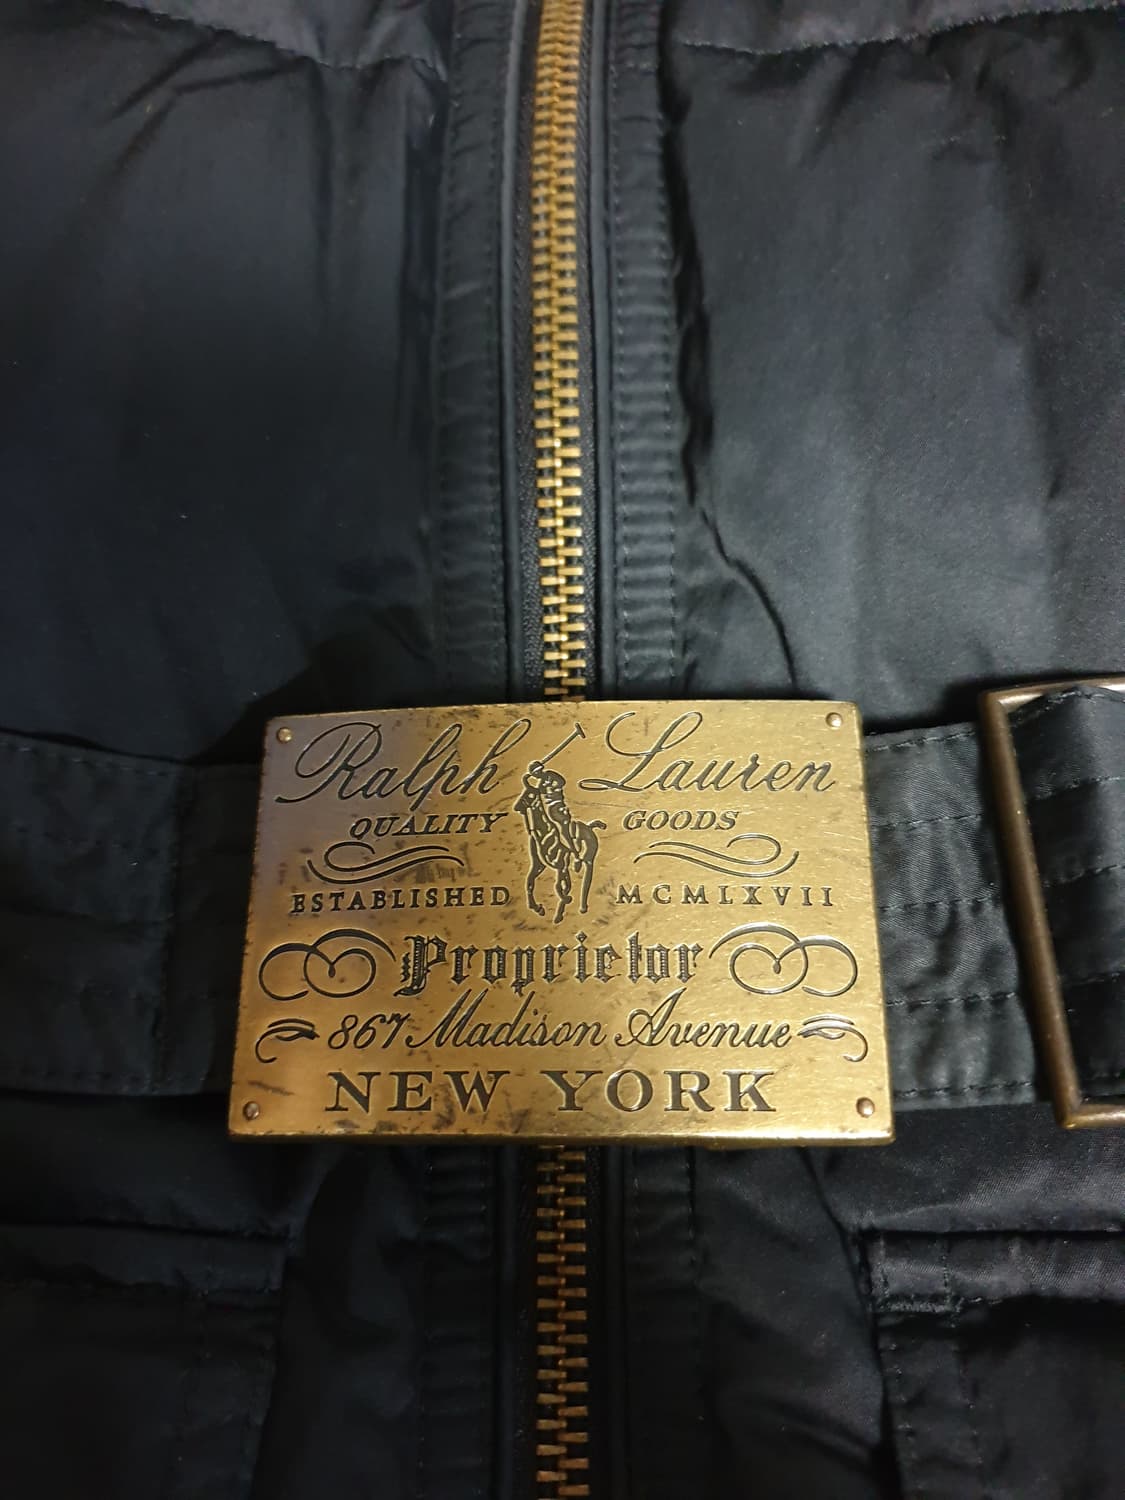 Ralph Lauren
QUALITY GOODS
ESTABLISHED MCMLXVII
Proprietor
867 Madison Avenue
NEW YORK